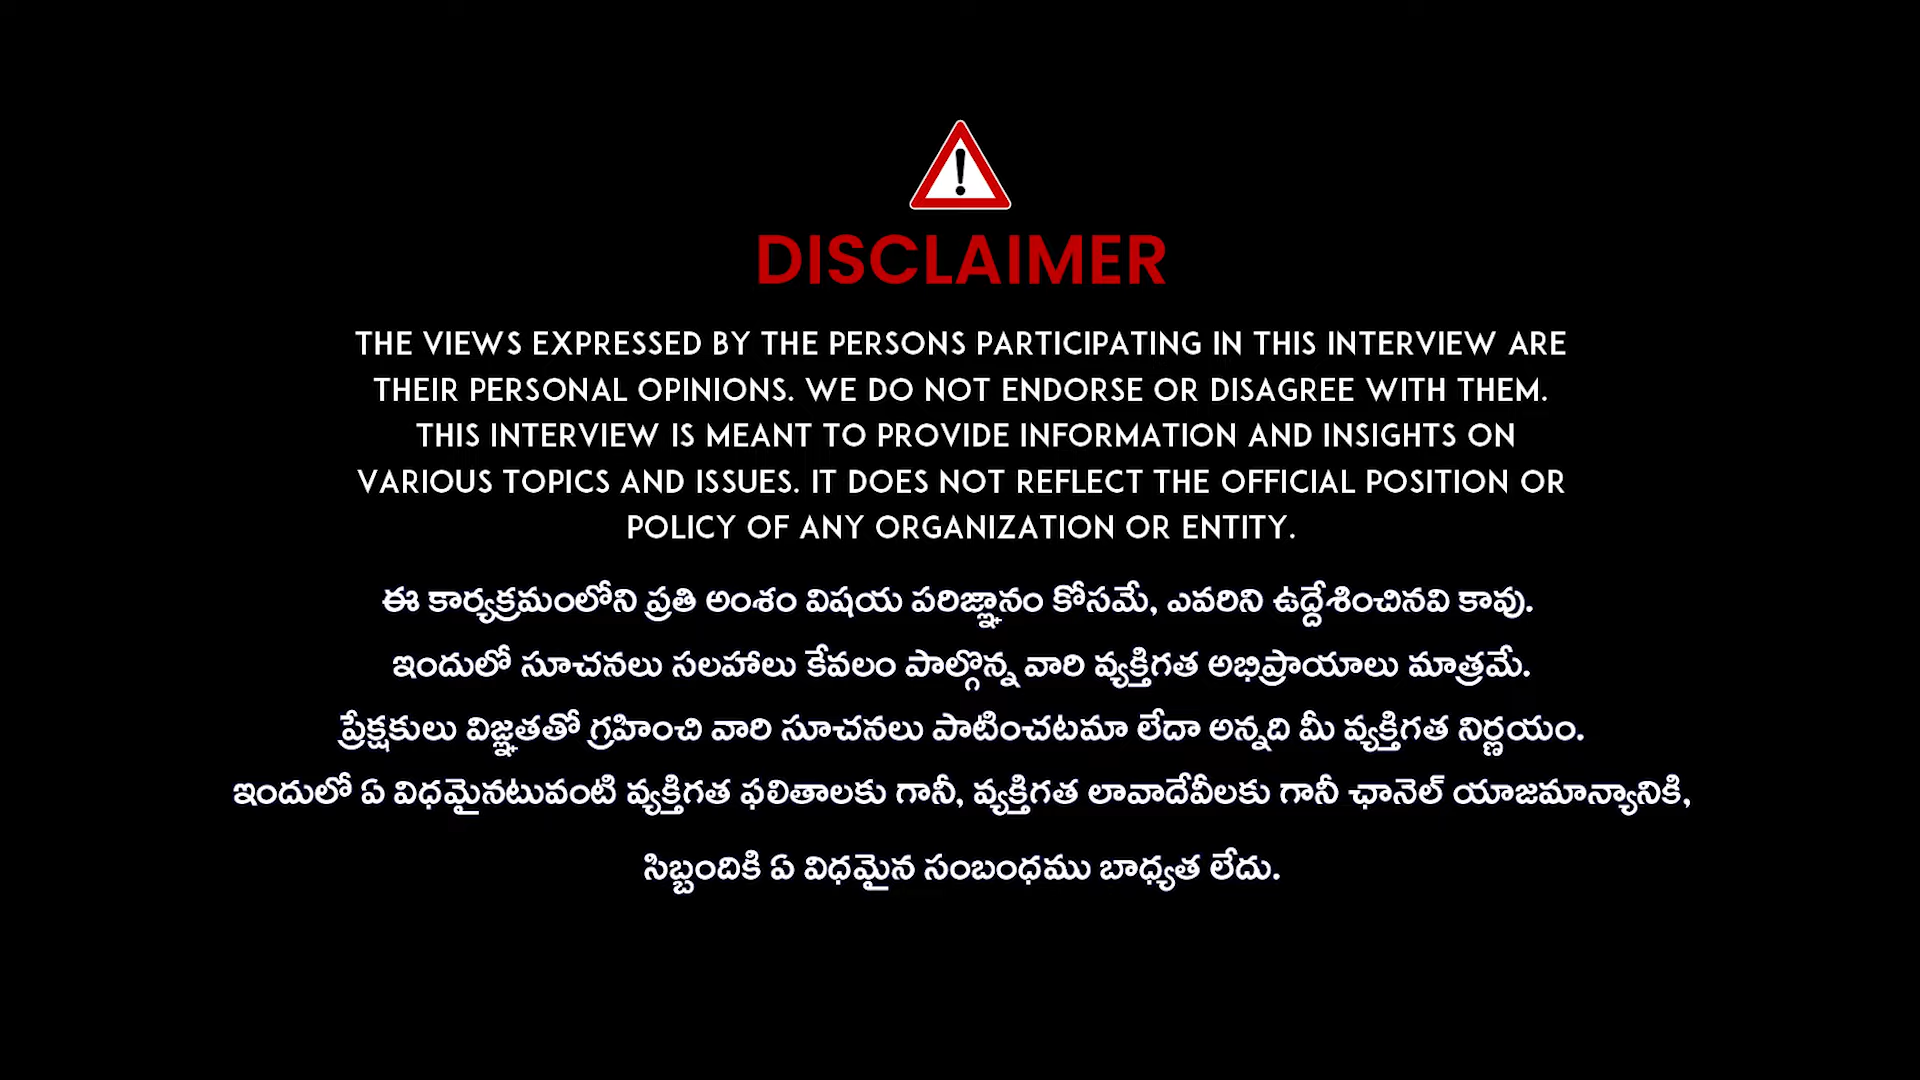 DISCLAIMER
THE VIEWS EXPRESSED BY THE PERSONS PARTICIPATING IN THIS INTERVIEW ARE
THEIR PERSONAL OPINIONS. WE DO NOT ENDORSE OR DISAGREE WITH THEM.
THIS INTERVIEW IS MEANT TO PROVIDE INFORMATION AND INSIGHTS ON
VARIOUS TOPICS AND ISSUES. IT DOES NOT REFLECT THE OFFICIAL POSITION OR
POLICY OF ANY ORGANIZATION OR ENTITY.
ఈ కార్యక్రమంలోని ప్రతి అంశం విషయ పరిజ్ఞానం కోసమే, ఎవరిని ఉద్దేశించినవి కావు.
ఇందులో సూచనలు సలహాలు కేవలం పాల్గొన్న వారి వ్యక్తిగత అభిప్రాయాలు మాత్రమే.
ప్రేక్షకులు విజ్ఞతతో గ్రహించి వారి సూచనలు పాటించటమా లేదా అన్నది మీ వ్యక్తిగత నిర్ణయం.
ఇందులో ఏ విధమైనటువంటి వ్యక్తిగత ఫలితాలకు గానీ, వ్యక్తిగత లావాదేవీలకు గానీ ఛానెల్ యాజమాన్యానికి,
సిబ్బందికి ఏ విధమైన సంబంధము బాధ్యత లేదు.